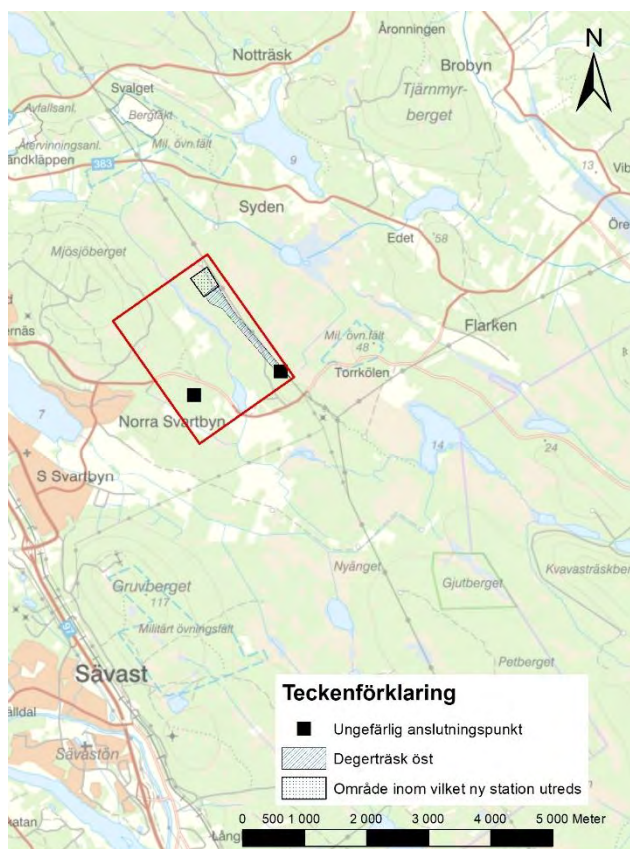 Åronningen
N
Notträsk
Brobyn
Svalget
Tjärnmyr-
berget
Avfallsanl.
Bergtäkt
Återvinningsanl.
Mil. övn.fält
9
andkläppen
383
13
Vib
Syden
Edet
58
Öre
Mjösjöberget
Flarken
Mil. övn.fält
48
ernäs
Torrkölen
7
Norra Svartbyn
14
24
S Svartbyn
Nyänget
Gjutberget
Kvavasträskber
Gruvberget
117
Militärt övningsfält
97
Petberget
Sävast
Teckenförklaring
Ungefärlig anslutningspunkt
alldal
Degerträsk öst
Sävastön
Område inom vilket ny station utreds
0 500 1 000 2 000 3 000 4 000 5 000 Meter
atan
Lång